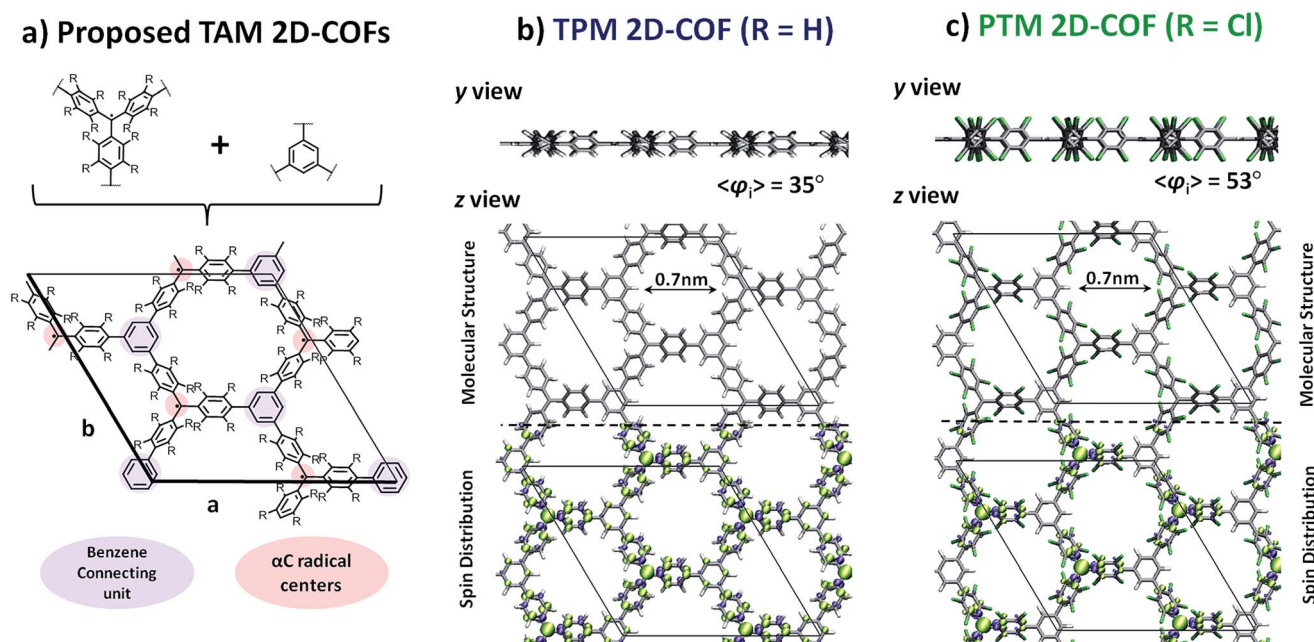 a) Proposed TAM 2D-COFs
+
b
a
Benzene
Connecting
unit
αC radical
centers
b) TPM 2D-COF (R = H)
y view
<φi> = 35°
z view
0.7nm
Molecular Structure
Spin Distribution
c) PTM 2D-COF (R = Cl)
y view
<φi> = 53°
z view
0.7nm
Molecular Structure
Spin Distribution